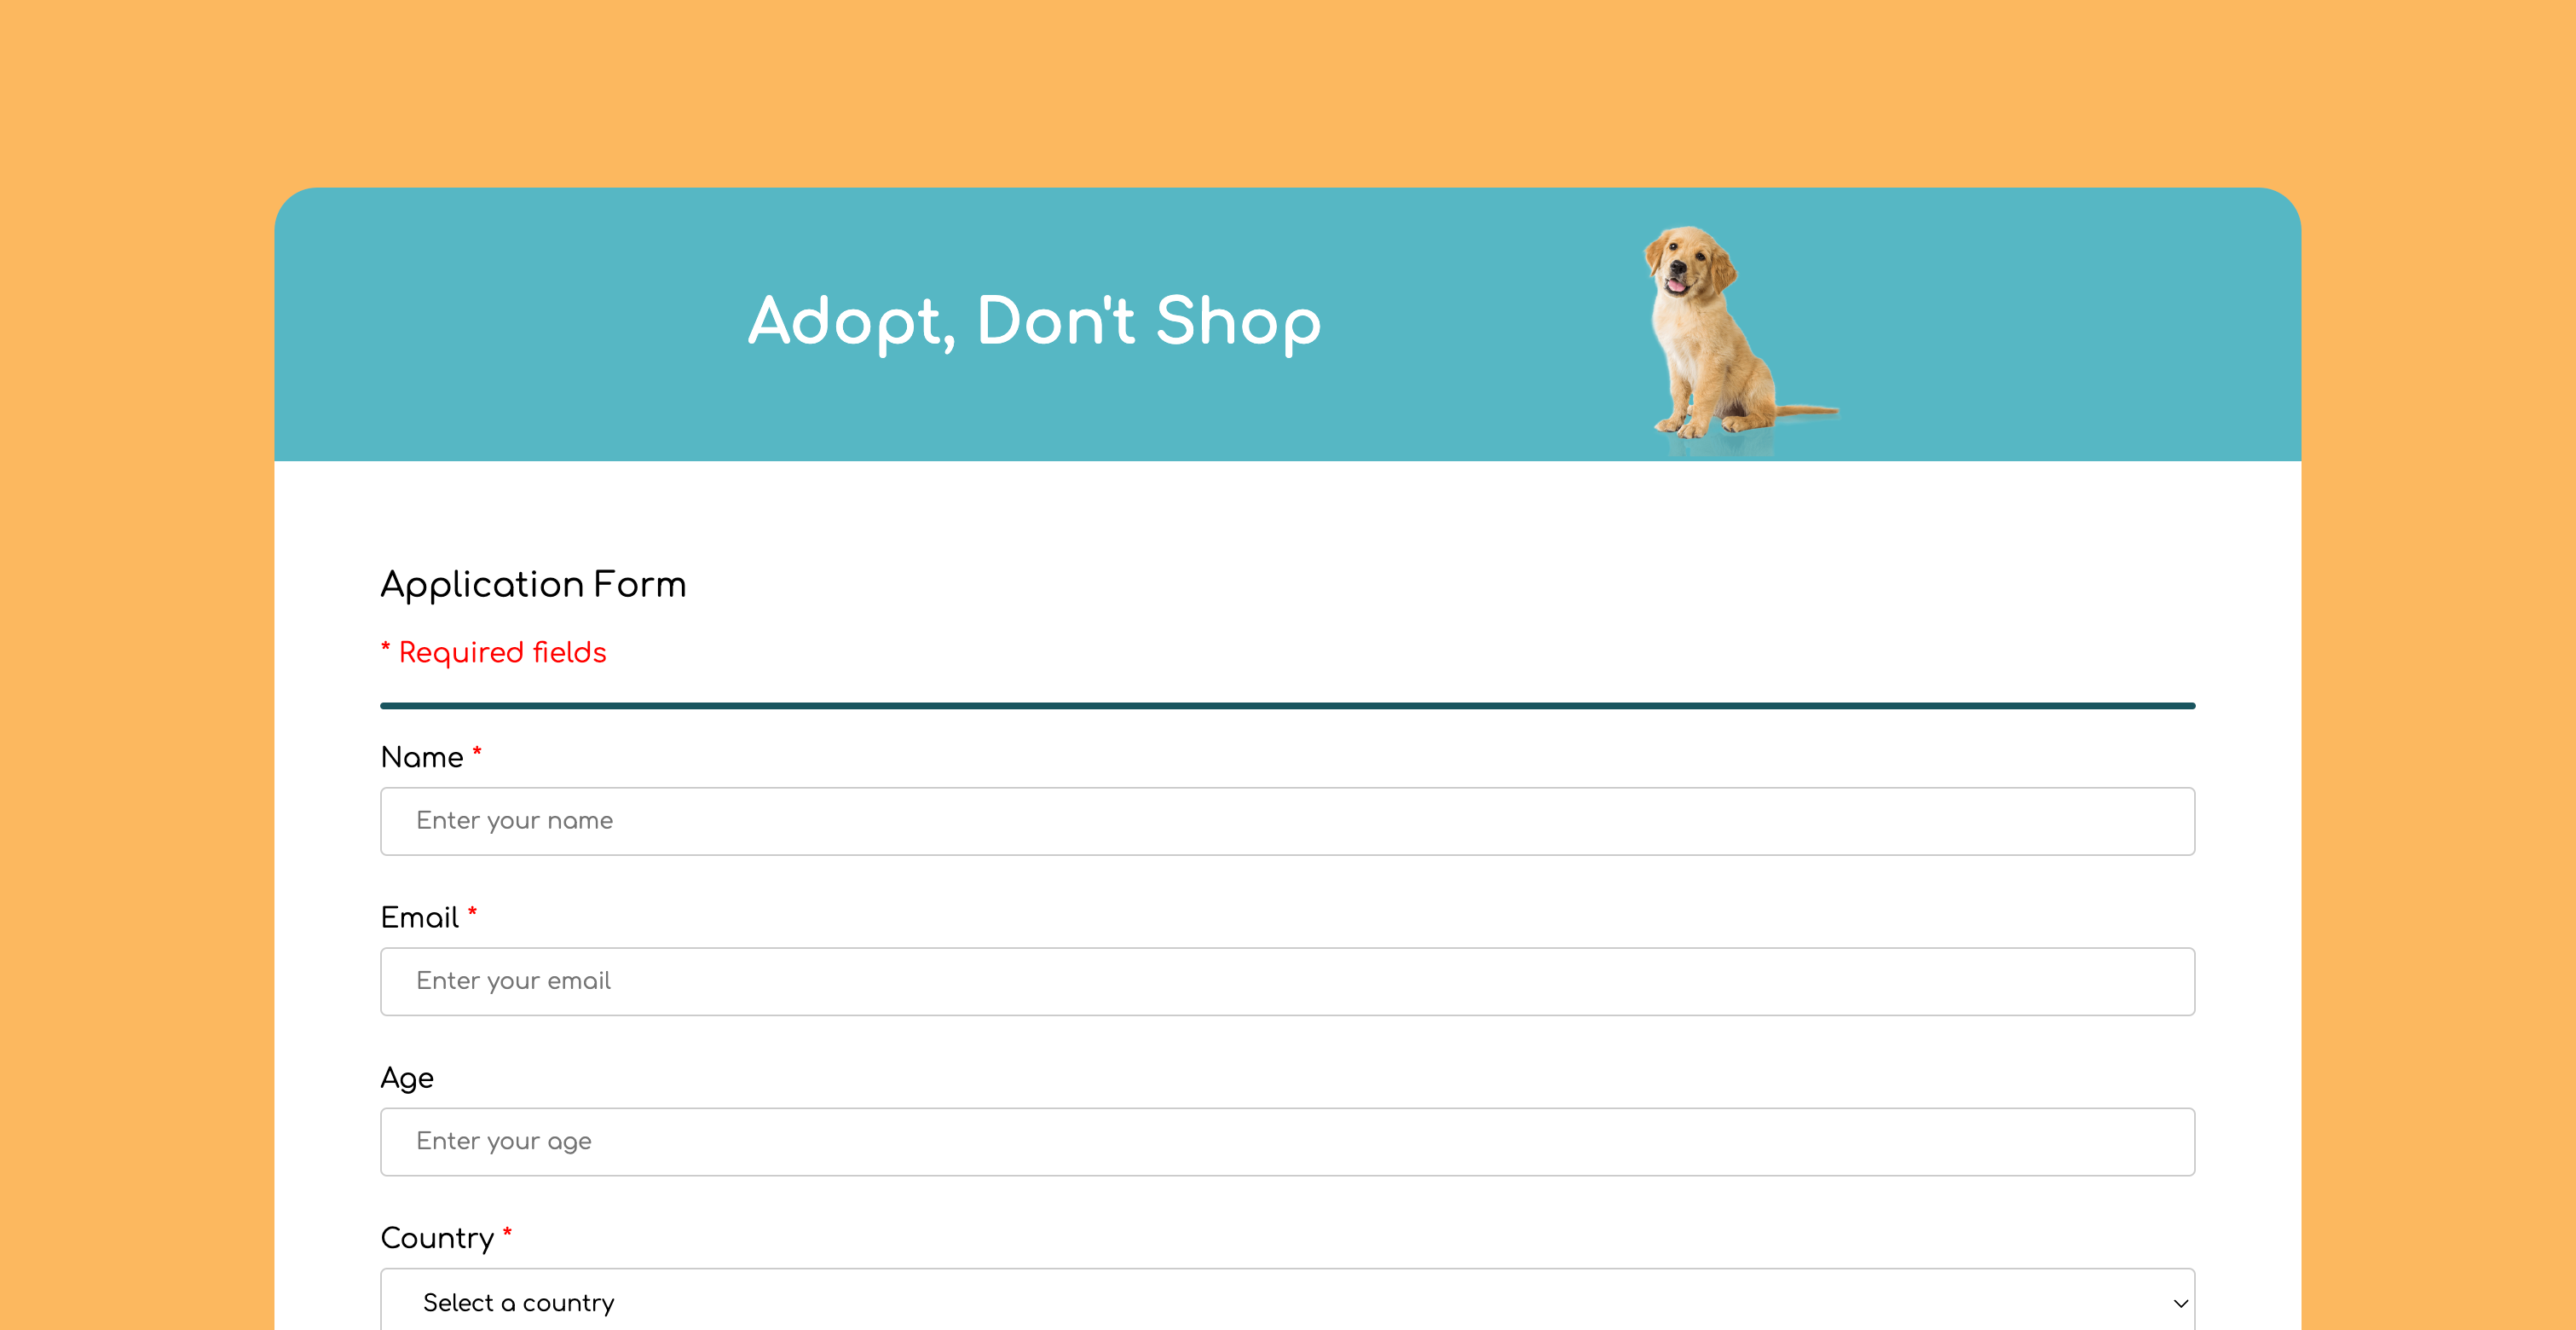 Adopt, Don't Shop
Application Form
* Required fields
Name *
Enter your name
Email *
Enter your email
Age
Enter your age
Country *
Select a country